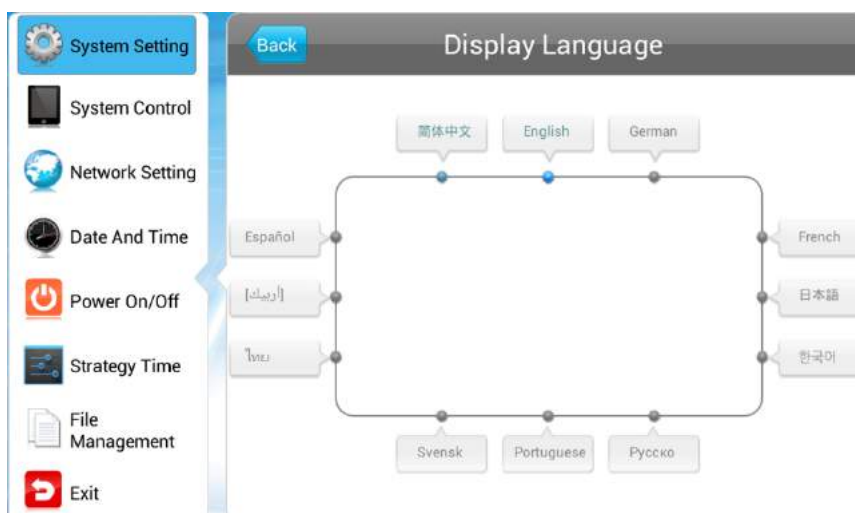 System Setting
System Control
Network Setting
Date And Time
Power On/Off
Strategy Time
File
Management
Exit
Back
Display Language
简体中文
English
German
Español
French
[أربيك]
日本語
ไทย
한국어
Svensk
Portuguese
Русско